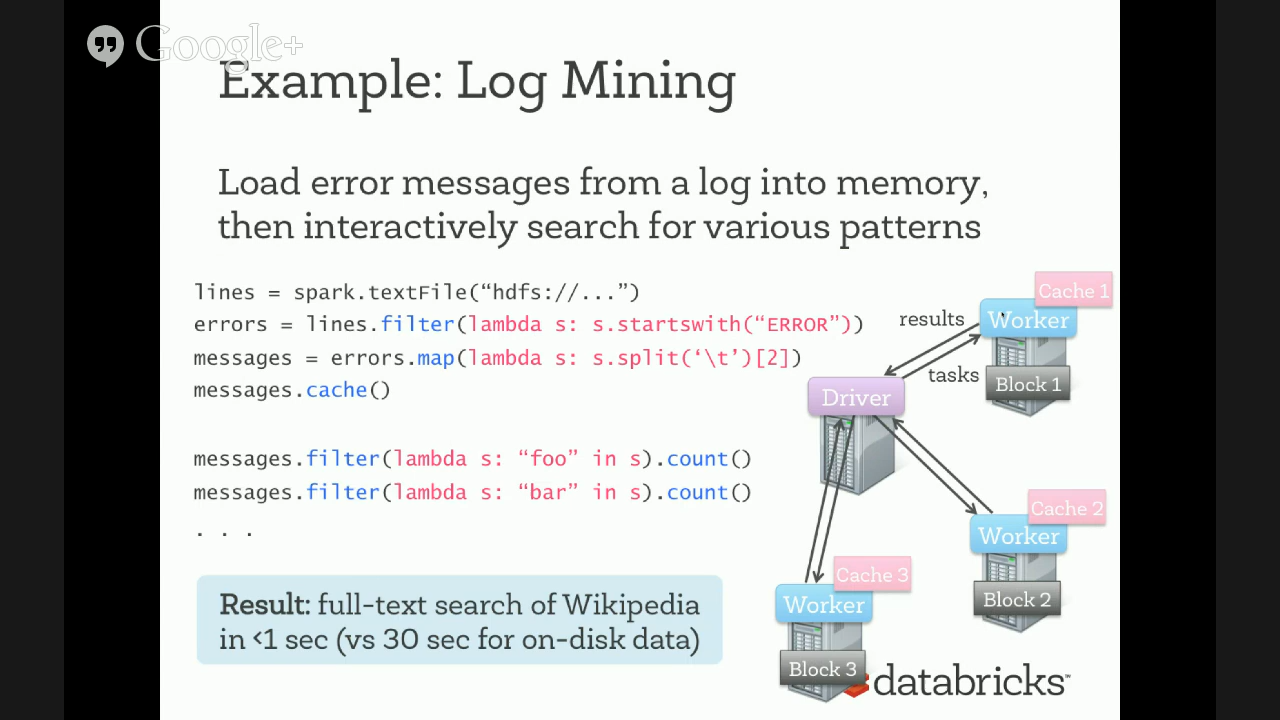 Google+
Example: Log Mining
Load error messages from a log into memory,
then interactively search for various patterns
lines = spark.textFile(“hdfs://...”)
errors = lines.filter(lambda s: s.startswith(“ERROR”))
messages = errors.map(lambda s: s.split(‘\t’)[2])
messages.cache()
messages.filter(lambda s: “foo” in s).count()
messages.filter(lambda s: “bar” in s).count()
. . .
Result: full-text search of Wikipedia
in <1 sec (vs 30 sec for on-disk data)
Cache 1
Worker
results
tasks
Block 1
Driver
Cache 2
Worker
Block 2
Cache 3
Worker
Block 3
databricks™